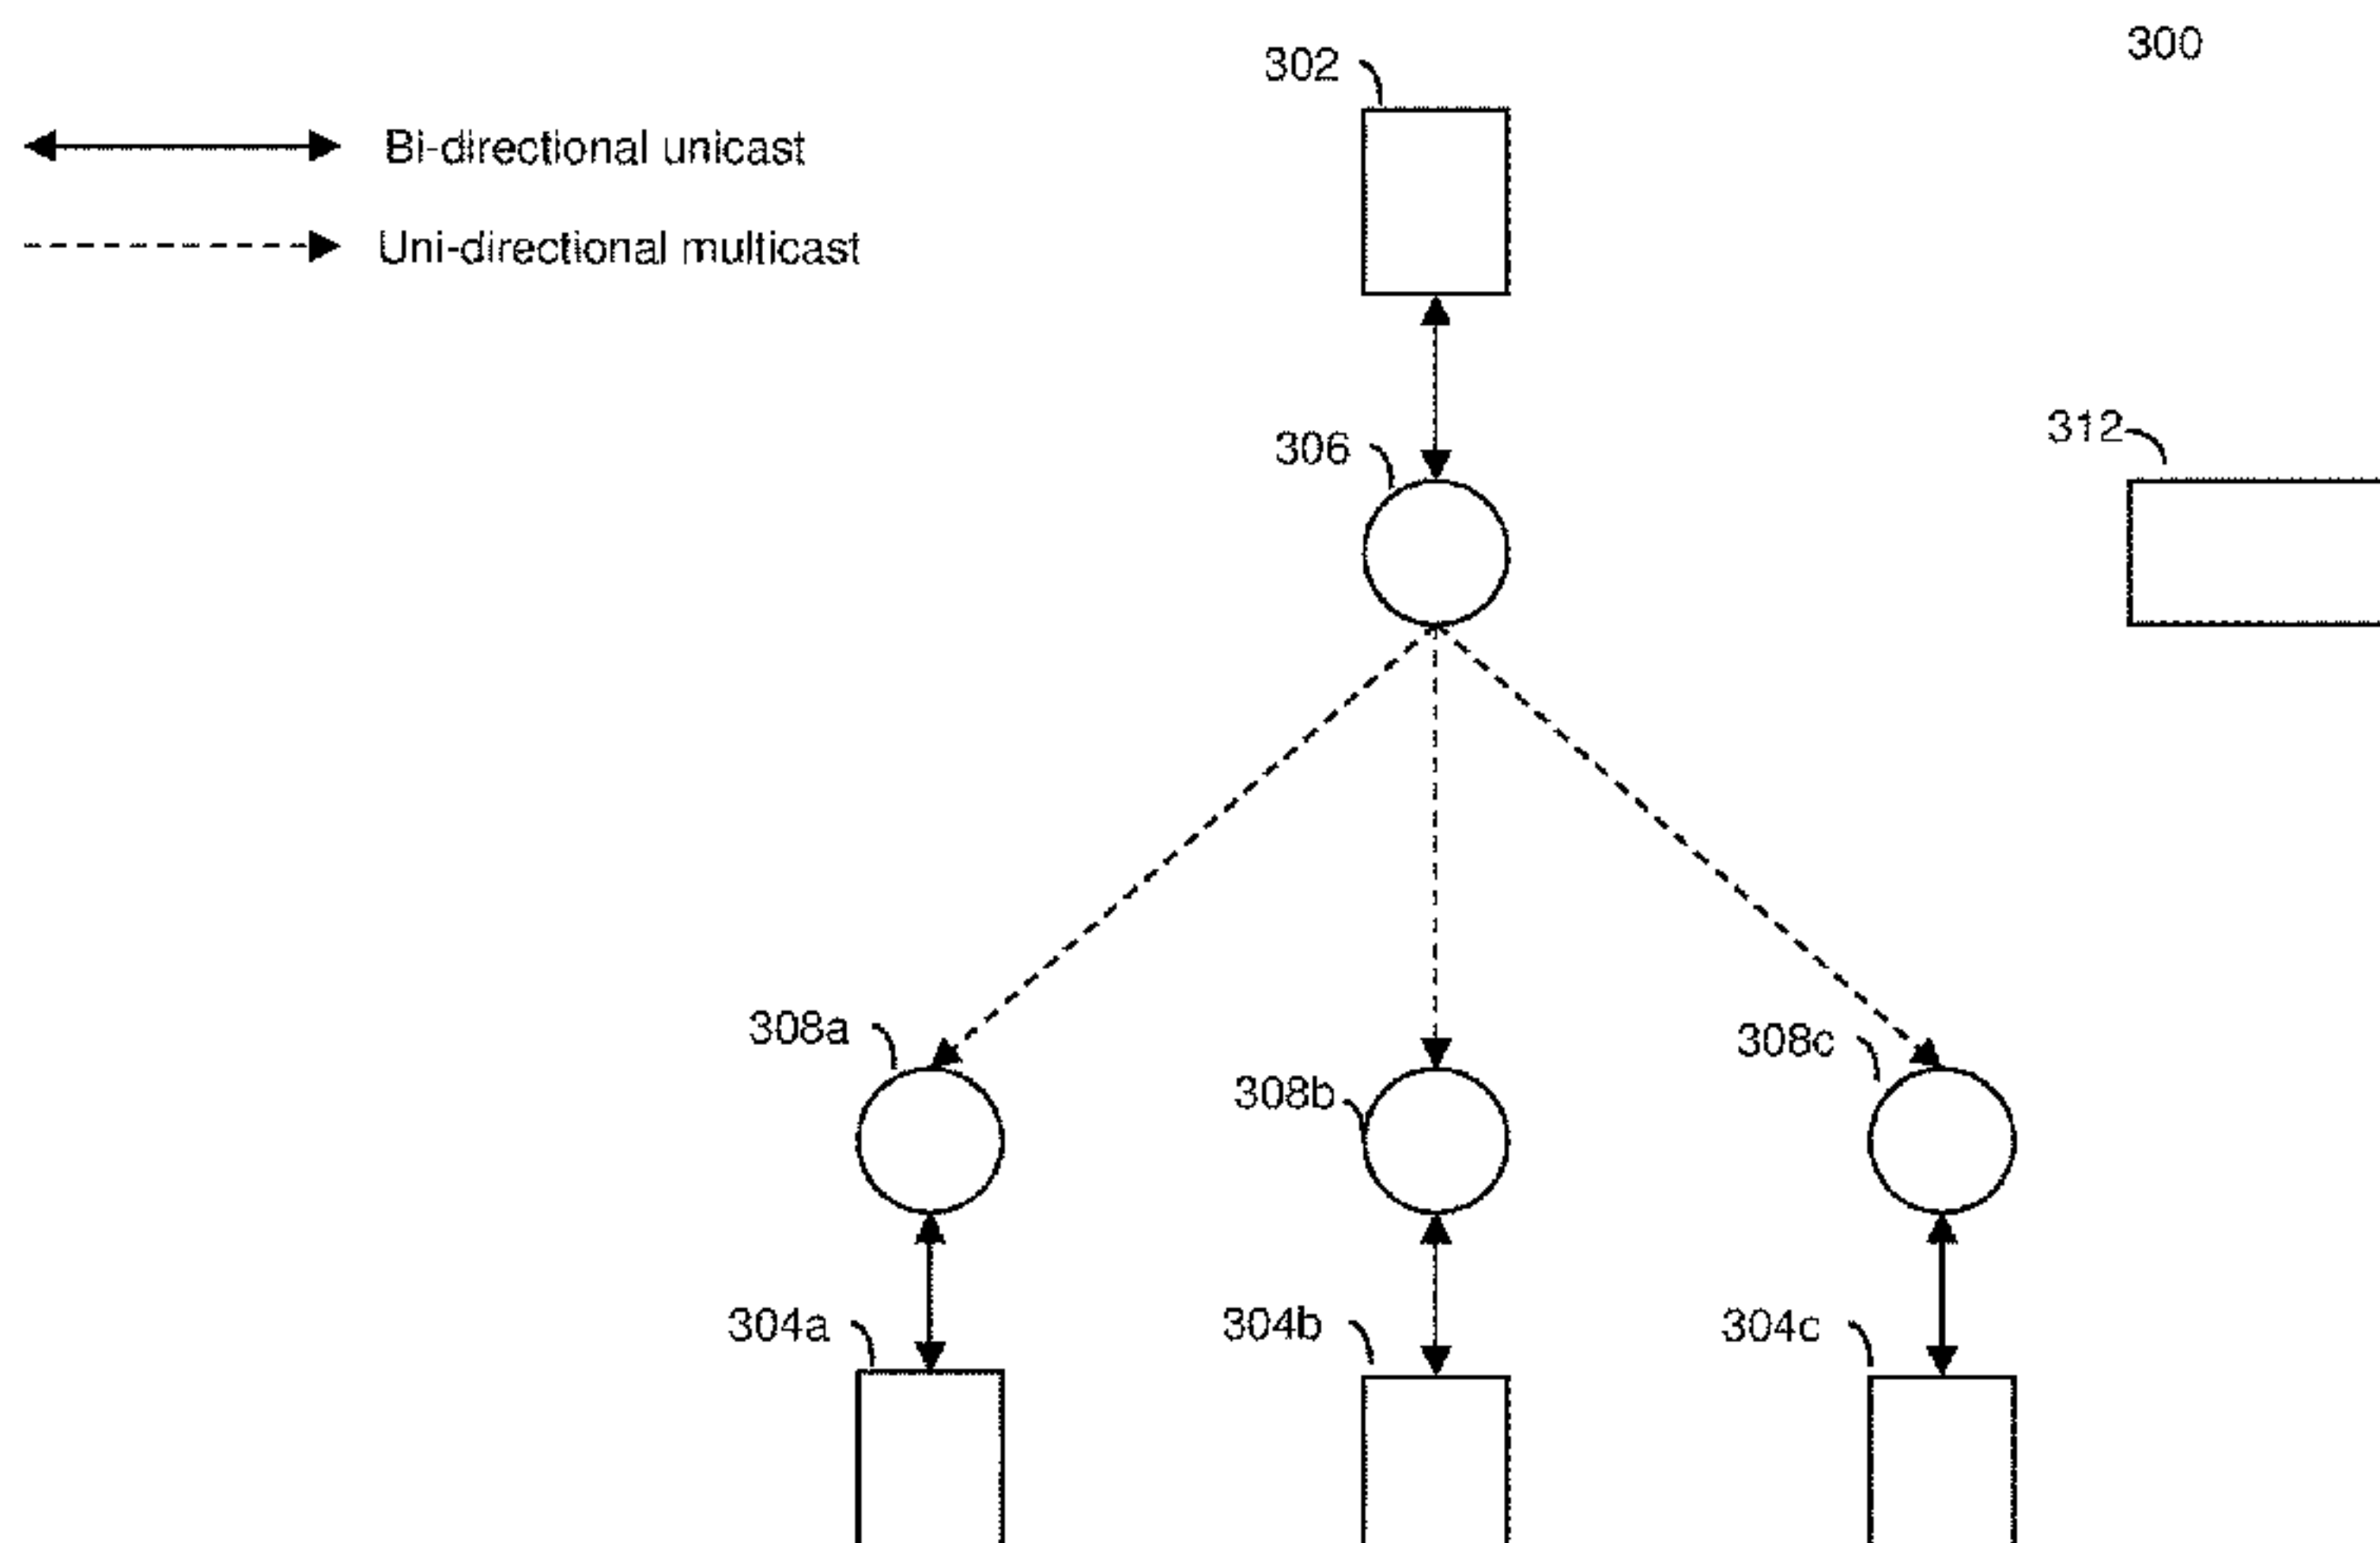 300
302
Bi-directional unicast
Uni-directional multicast
312
306
308a
308c
308b
304a
304b
304c